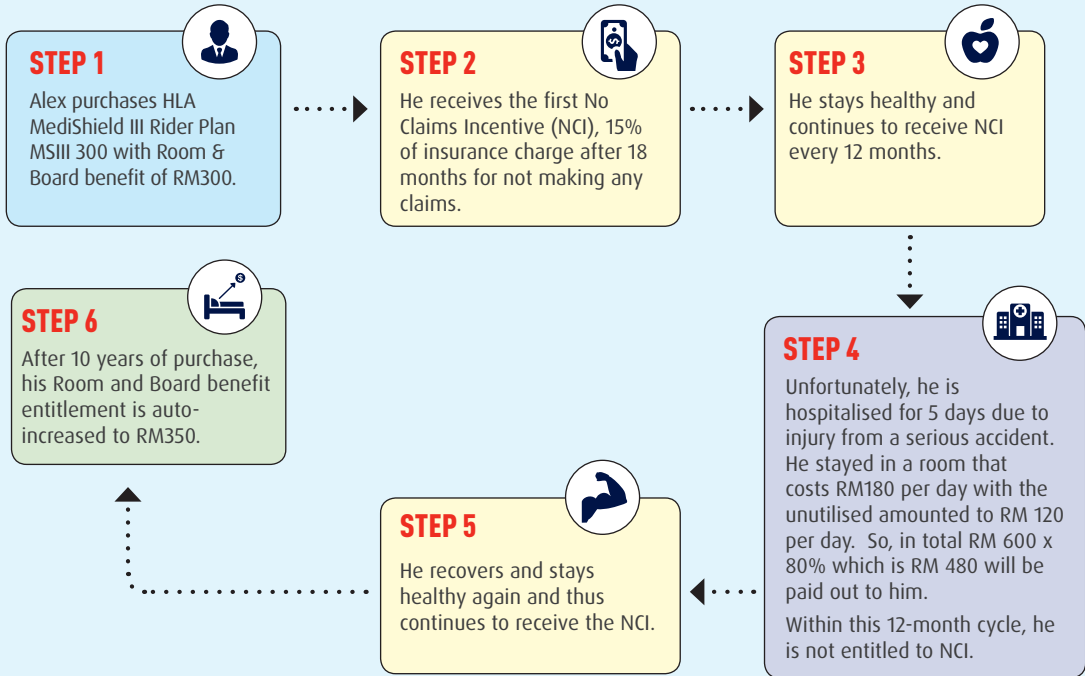 STEP 1
Alex purchases HLA
MediShield III Rider Plan
MSIII 300 with Room &
Board benefit of RM300.
STEP 2
He receives the first No
Claims Incentive (NCI), 15%
of insurance charge after 18
months for not making any
claims.
STEP 3
He stays healthy and
continues to receive NCI
every 12 months.
STEP 4
Unfortunately, he is
hospitalised for 5 days due to
injury from a serious accident.
He stayed in a room that
costs RM180 per day with the
unutilised amounted to RM 120
per day. So, in total RM 600 x
80% which is RM 480 will be
paid out to him.
Within this 12-month cycle, he
is not entitled to NCI.
STEP 5
He recovers and stays
healthy again and thus
continues to receive the NCI.
STEP 6
After 10 years of purchase,
his Room and Board benefit
entitlement is auto-
increased to RM350.